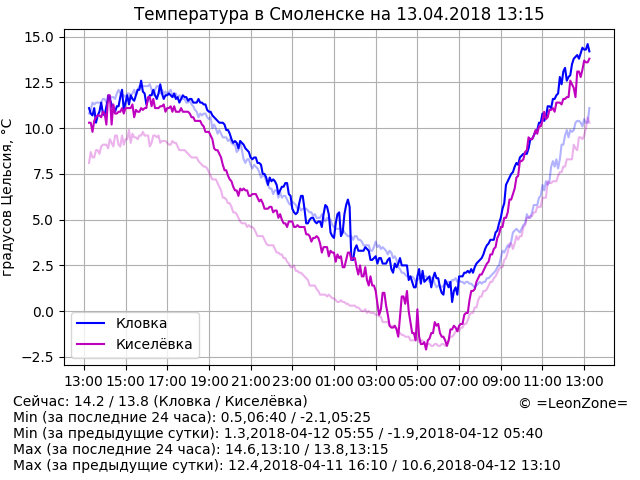 Температура в Смоленске на 13.04.2018 13:15
градусов Цельсия, °C
15.0
12.5
10.0
7.5
5.0
2.5
0.0
−2.5
Кловка
Киселёвка
13:00 15:00 17:00 19:00 21:00 23:00 01:00 03:00 05:00 07:00 09:00 11:00 13:00
Сейчас: 14.2 / 13.8 (Кловка / Киселёвка)
© =LeonZone=
Min (за последние 24 часа): 0.5,06:40 / -2.1,05:25
Min (за предыдущие сутки): 1.3,2018-04-12 05:55 / -1.9,2018-04-12 05:40
Max (за последние 24 часа): 14.6,13:10 / 13.8,13:15
Max (за предыдущие сутки): 12.4,2018-04-11 16:10 / 10.6,2018-04-12 13:10